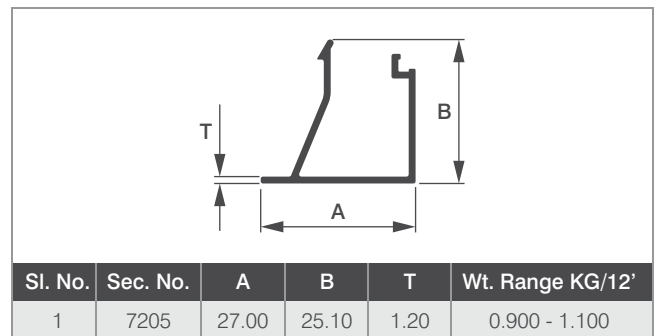 T
B
A
Sl. No. Sec. No. A B T Wt. Range KG/12’
1 7205 27.00 25.10 1.20 0.900 - 1.100